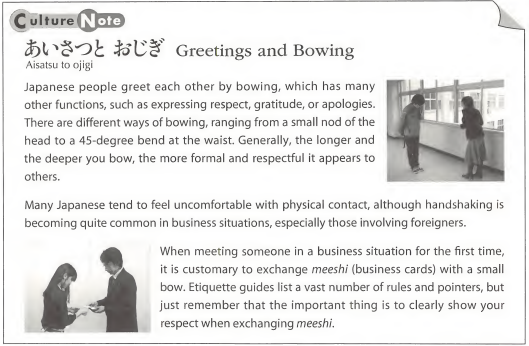 Culture Note
あいさつと おじぎ Greetings and Bowing
Aisatsu to ojigi
Japanese people greet each other by bowing, which has many
other functions, such as expressing respect, gratitude, or apologies.
There are different ways of bowing, ranging from a small nod of the
head to a 45-degree bend at the waist. Generally, the longer and
the deeper you bow, the more formal and respectful it appears to
others.
Many Japanese tend to feel uncomfortable with physical contact, although handshaking is
becoming quite common in business situations, especially those involving foreigners.
When meeting someone in a business situation for the first time,
it is customary to exchange meeshi (business cards) with a small
bow. Etiquette guides list a vast number of rules and pointers, but
just remember that the important thing is to clearly show your
respect when exchanging meeshi.